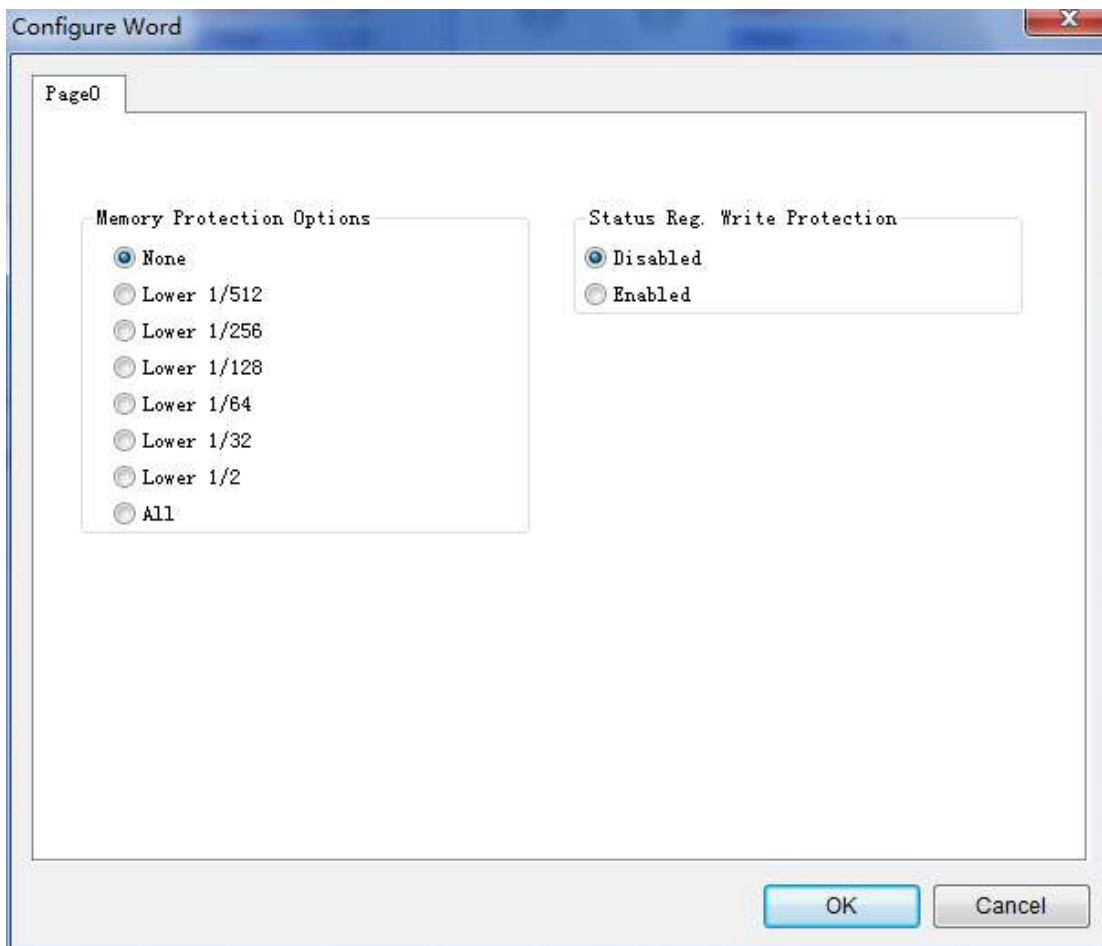 Configure Word
Page0
Memory Protection Options
None
Lower 1/512
Lower 1/256
Lower 1/128
Lower 1/64
Lower 1/32
Lower 1/2
All
Status Reg. Write Protection
Disabled
Enabled
OK
Cancel